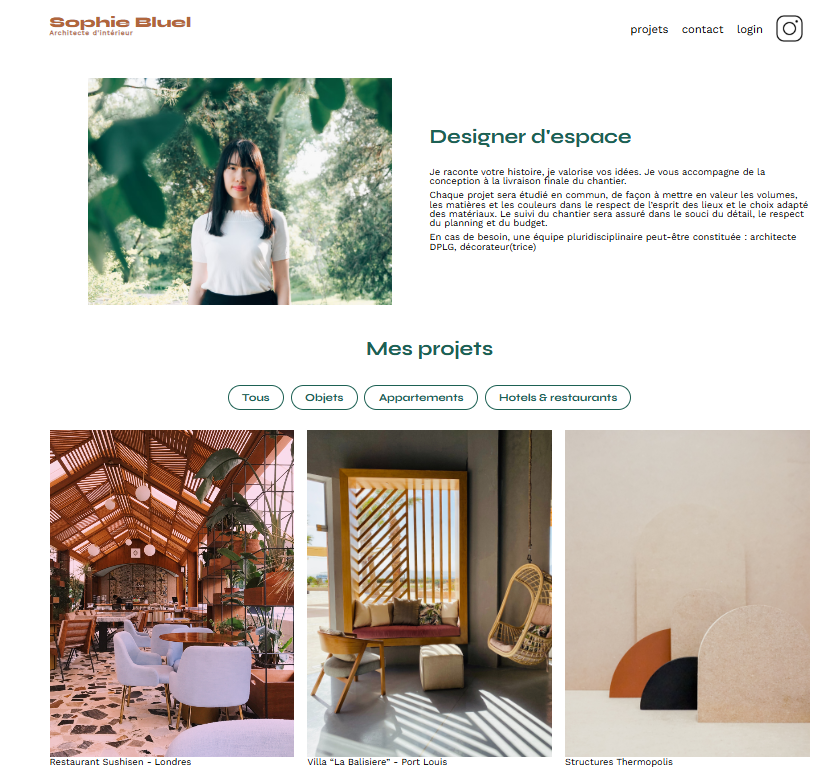 Sophie Bluel
Architecte d'intérieur
projets contact login
Designer d'espace
Je raconte votre histoire, je valorise vos idées. Je vous accompagne de la
conception à la livraison finale du chantier.
Chaque projet sera étudié en commun, de façon à mettre en valeur les volumes,
les matières et les couleurs dans le respect de l'esprit des lieux et le choix adapté
des matériaux. Le suivi du chantier sera assuré dans le souci du détail, le respect
du planning et du budget.
En cas de besoin, une équipe pluridisciplinaire peut-être constituée : architecte
DPLG, décorateur(trice)
Mes projets
Tous Objets Appartements Hotels & restaurants
Restaurant Sushisen - Londres
Villa “La Balisiere” - Port Louis
Structures Thermopolis